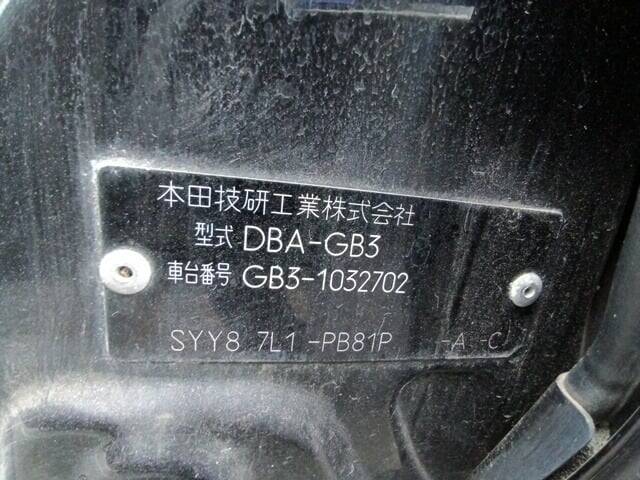 本田技研工業株式会社
型式 DBA-GB3
車台番号 GB3-1032702
SYY8 7L1 -PB81P -A -C